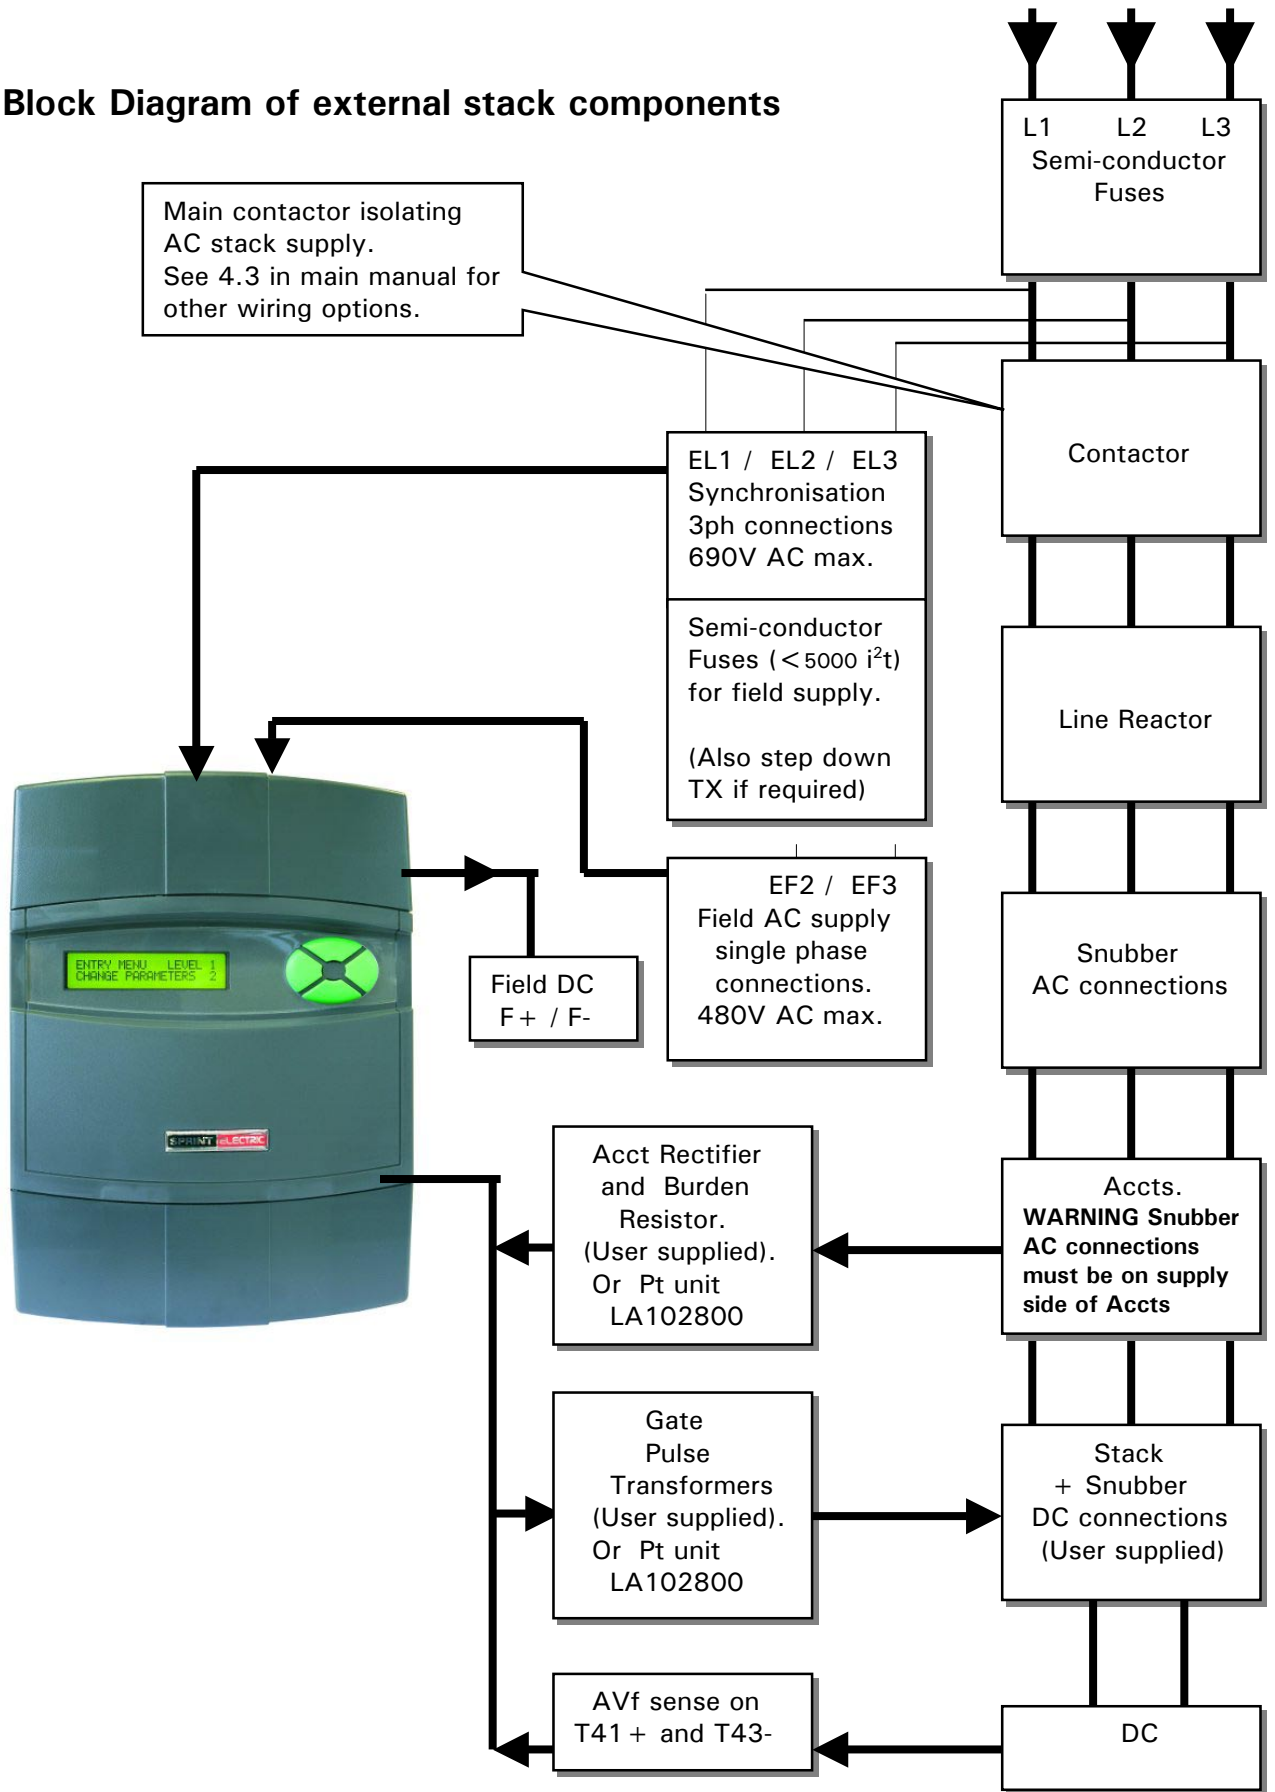 Block Diagram of external stack components
L1 L2 L3
Semi-conductor
Fuses
Main contactor isolating
AC stack supply.
See 4.3 in main manual for
other wiring options.
Contactor
EL1 / EL2 / EL3
Synchronisation
3ph connections
690V AC max.
Semi-conductor
Fuses (<5000 i²t)
for field supply.
(Also step down
TX if required)
Line Reactor
EF2 / EF3
Field AC supply
single phase
connections.
480V AC max.
ENTRY MENU LEVEL 1
CHANGE PARAMETERS 2
Field DC
F+ / F-
Snubber
AC connections
SPRINT eLECTRIC
Acct Rectifier
and Burden
Resistor.
(User supplied).
Or Pt unit
LA102800
Accts.
WARNING Snubber
AC connections
must be on supply
side of Accts
Gate
Pulse
Transformers
(User supplied).
Or Pt unit
LA102800
Stack
+ Snubber
DC connections
(User supplied)
AVf sense on
T41+ and T43-
DC